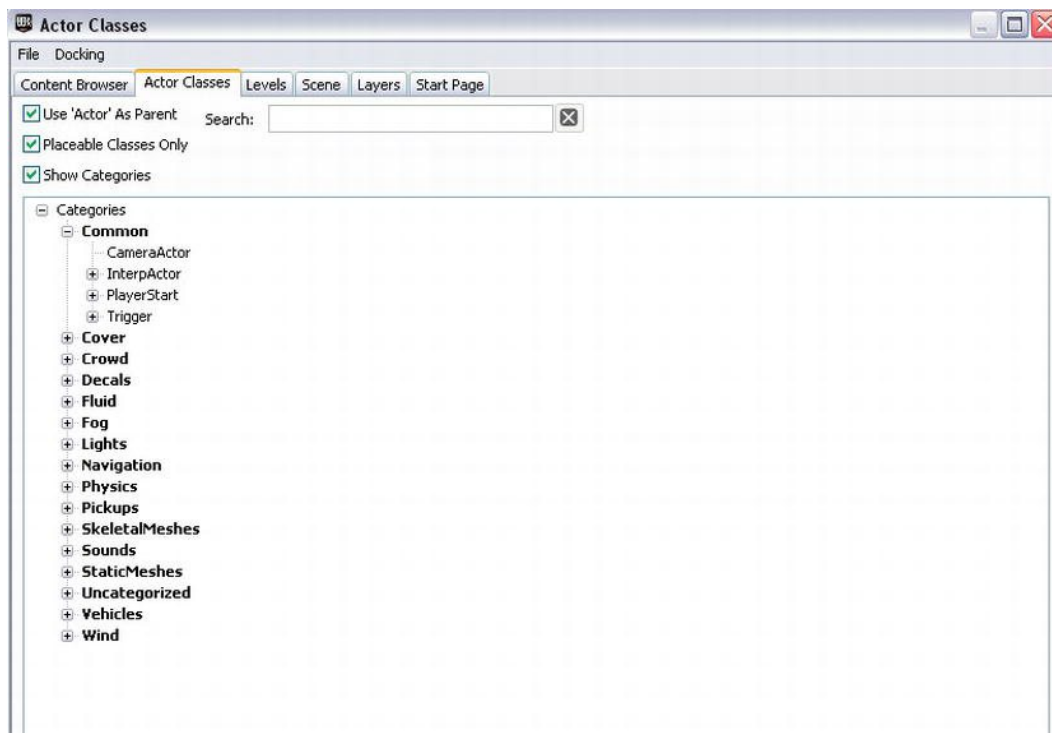 Actor Classes
File Docking
Content Browser Actor Classes Levels Scene Layers Start Page
Use 'Actor' As Parent Search:
Placeable Classes Only
Show Categories
Categories
Common
CameraActor
InterpActor
PlayerStart
Trigger
Cover
Crowd
Decals
Fluid
Fog
Lights
Navigation
Physics
Pickups
SkeletalMeshes
Sounds
StaticMeshes
Uncategorized
Vehicles
Wind